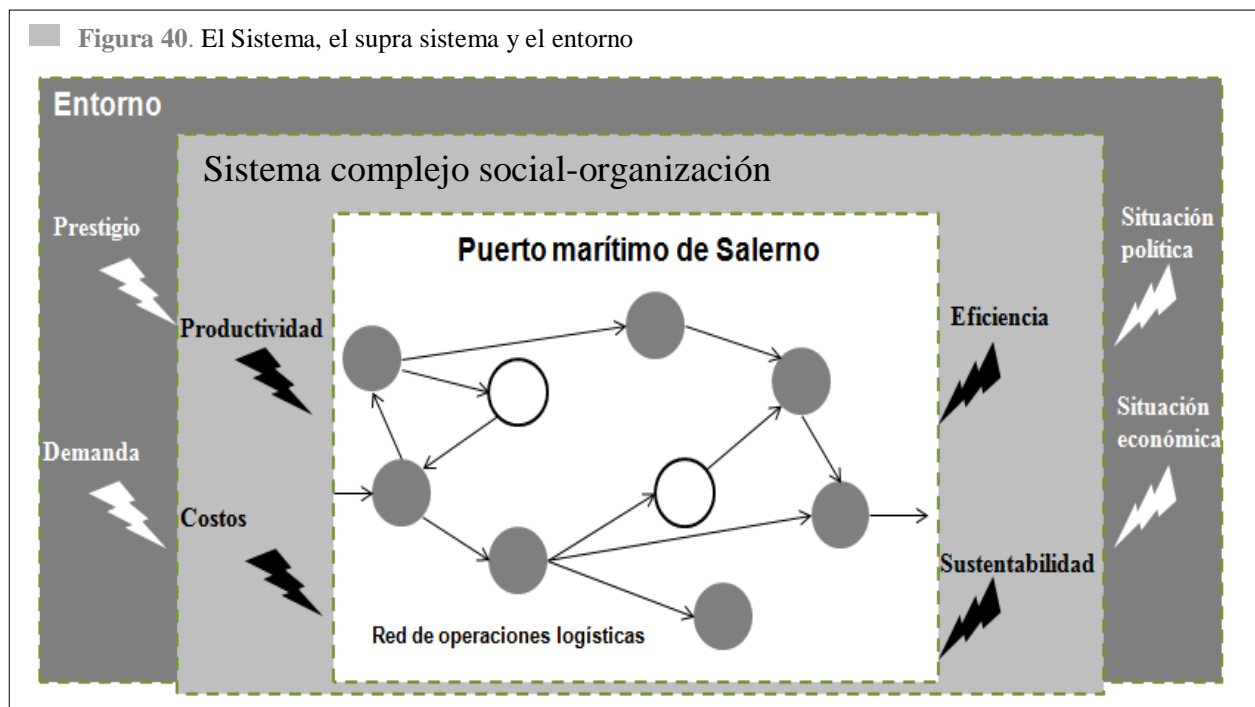 Figura 40. El Sistema, el supra sistema y el entorno
Entorno
Sistema complejo social-organización
Prestigio
Situación
política
Puerto marítimo de Salerno
Productividad
Eficiencia
Demanda
Situación
económica
Costos
Sustentabilidad
Red de operaciones logísticas